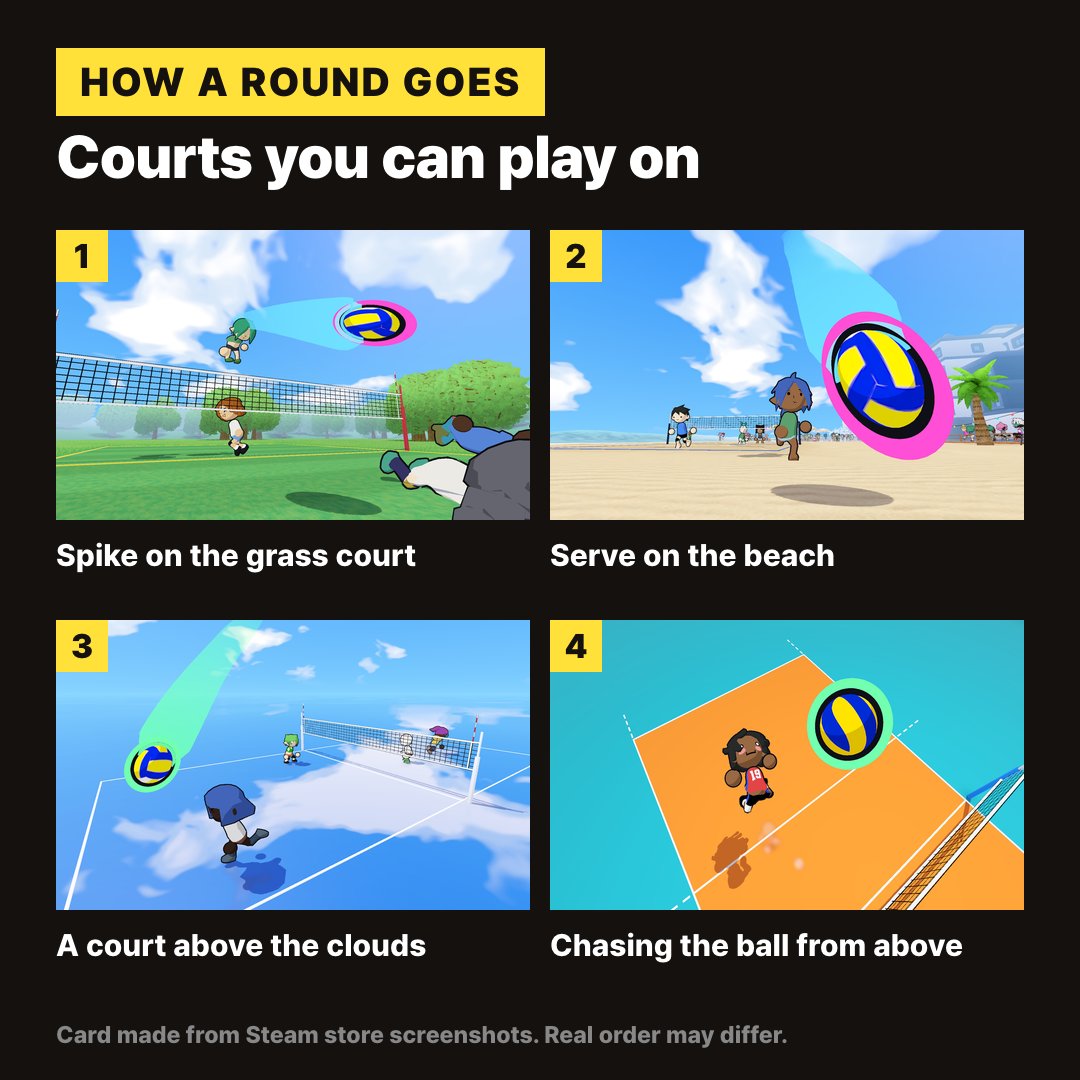 HOW A ROUND GOES
Courts you can play on
1
2
Spike on the grass court
Serve on the beach
3
4
19
A court above the clouds
Chasing the ball from above
Card made from Steam store screenshots. Real order may differ.